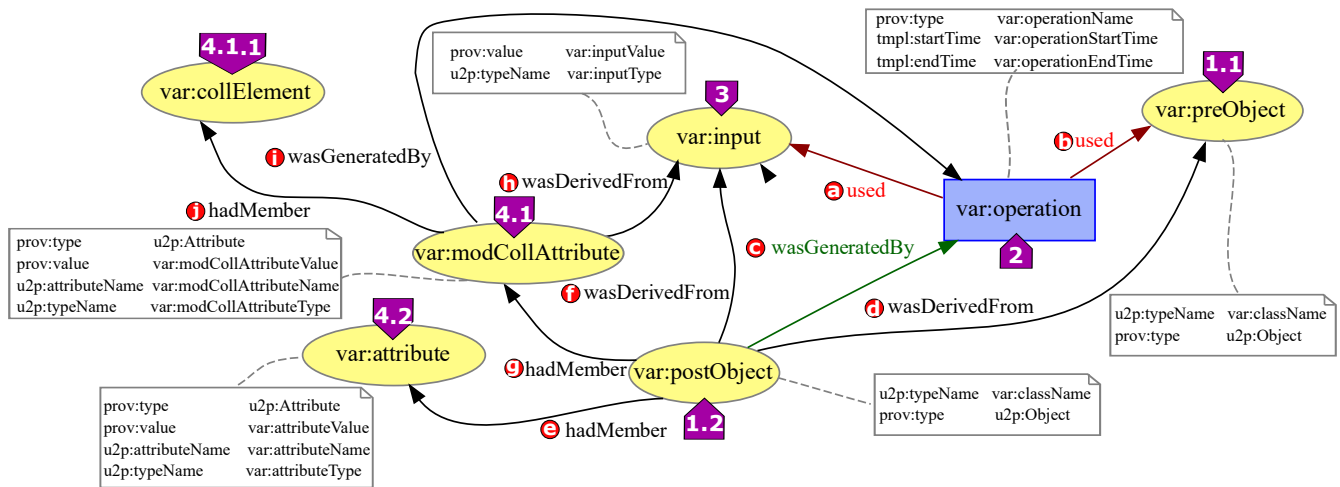 prov:type var:operationName
tmpl:startTime var:operationStartTime
tmpl:endTime var:operationEndTime
4.1.1
var:collElement
prov:value var:inputValue
u2p:typeName var:inputType
3
var:input
1.1
var:preObject
i wasGeneratedBy
b used
h wasDerivedFrom
a used
j hadMember
4.1
var:operation
2
prov:type u2p:Attribute
prov:value var:modCollAttributeValue
u2p:attributeName var:modCollAttributeName
u2p:typeName var:modCollAttributeType
var:modCollAttribute
c wasGeneratedBy
f wasDerivedFrom
d wasDerivedFrom
u2p:typeName var:className
prov:type u2p:Object
4.2
var:attribute
g hadMember
var:postObject
1.2
u2p:typeName var:className
prov:type u2p:Object
e hadMember
prov:type u2p:Attribute
prov:value var:attributeValue
u2p:attributeName var:attributeName
u2p:typeName var:attributeType